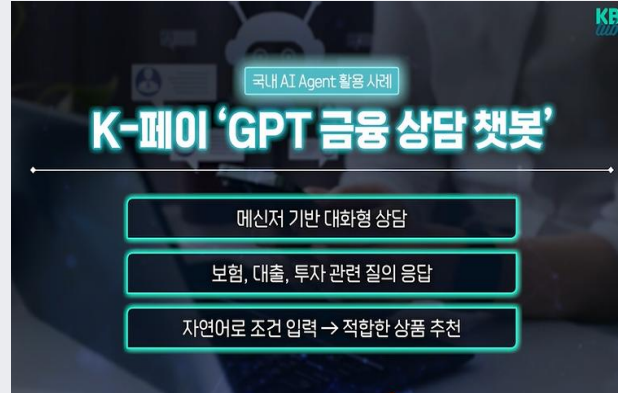 국내 AI Agent 활용 사례
K-페이 ‘GPT 금융 상담 챗봇’
메신저 기반 대화형 상담
보험, 대출, 투자 관련 질의 응답
자연어로 조건 입력 → 적합한 상품 추천